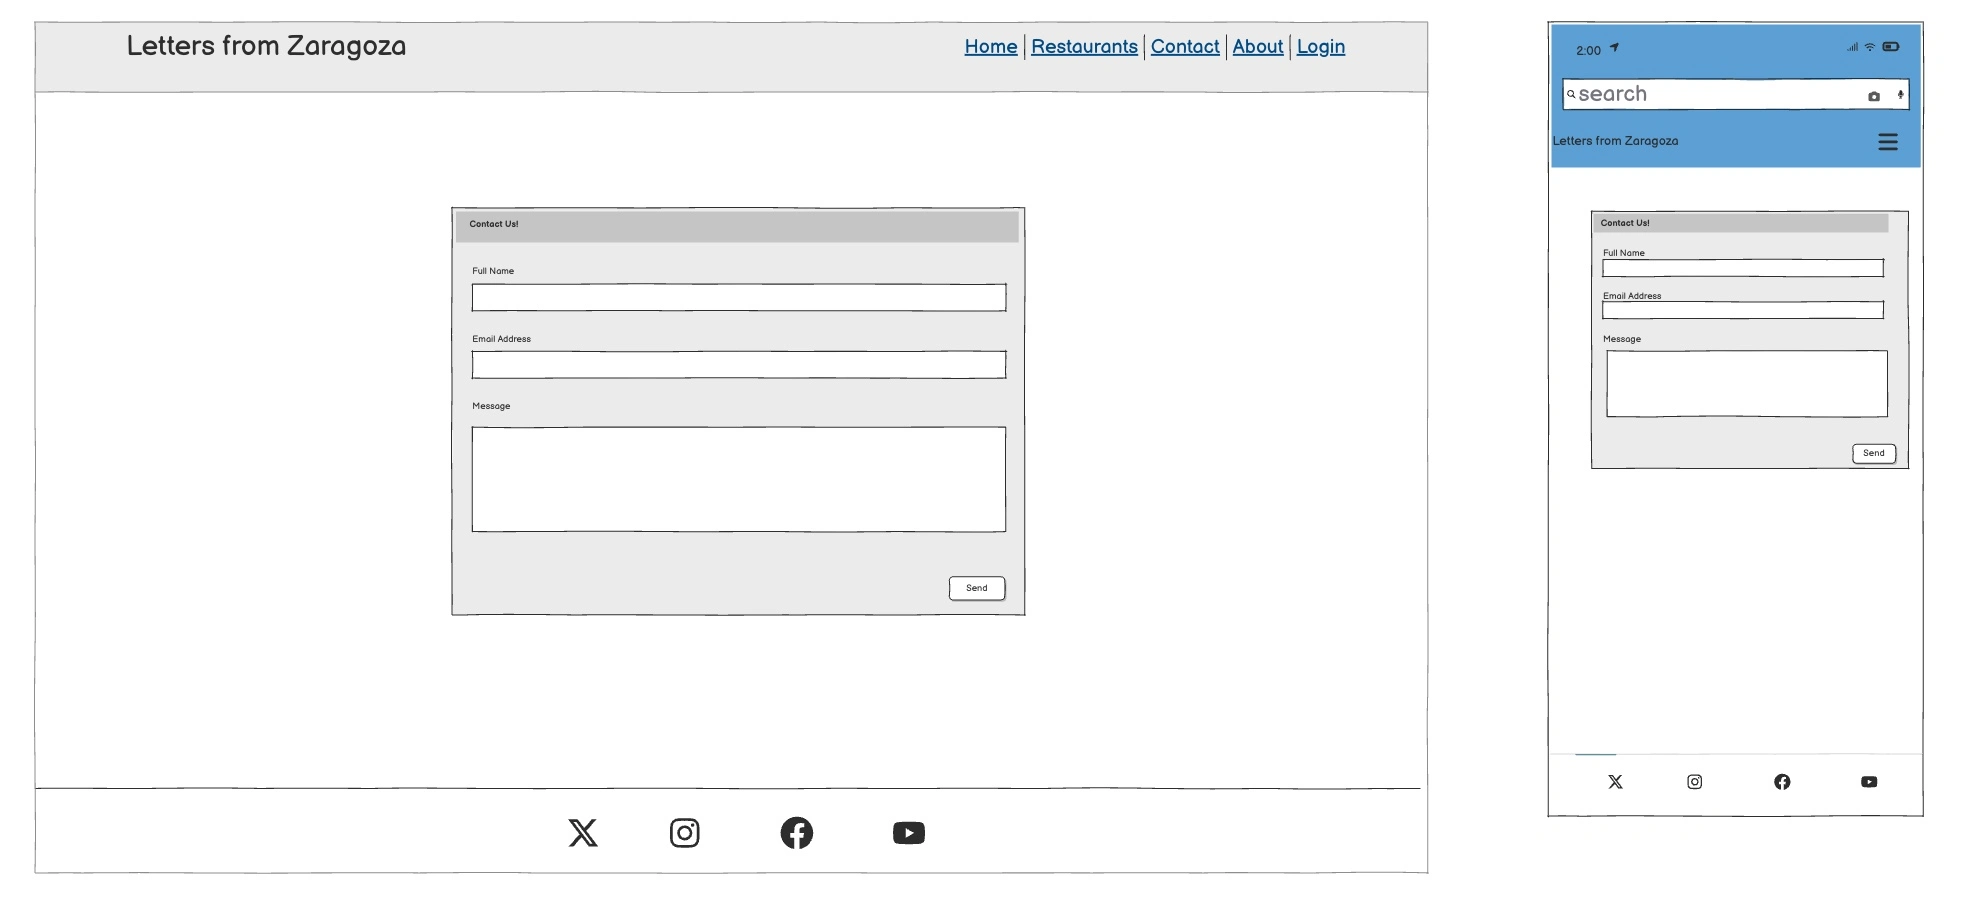 Letters from Zaragoza
Home Restaurants Contact About Login
Contact Us!
Full Name
Email Address
Message
Send
2:00
search
Letters from Zaragoza
Contact Us!
Full Name
Email Address
Message
Send